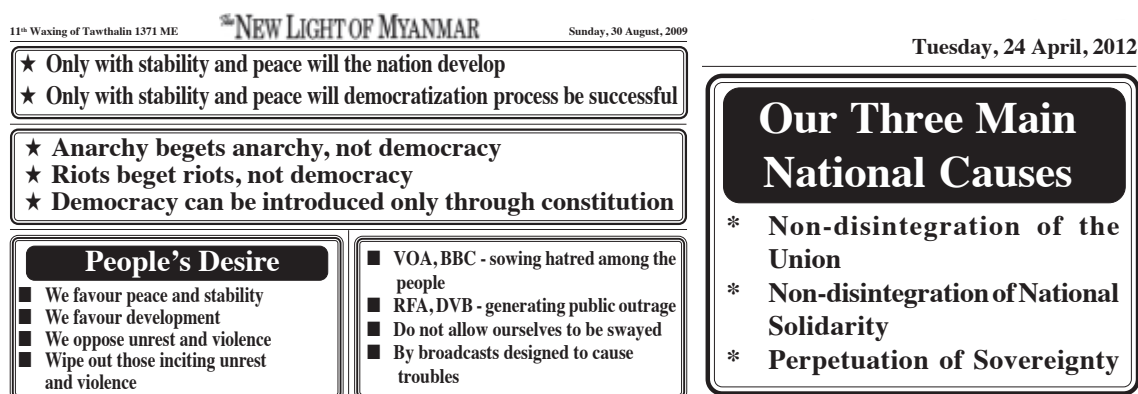 11th Waxing of Tawthalin 1371 ME
The NEW LIGHT OF MYANMAR
Sunday, 30 August, 2009
★ Only with stability and peace will the nation develop
★ Only with stability and peace will democratization process be successful
★ Anarchy begets anarchy, not democracy
★ Riots beget riots, not democracy
★ Democracy can be introduced only through constitution
People's Desire
■ We favour peace and stability
■ We favour development
■ We oppose unrest and violence
■ Wipe out those inciting unrest
and violence
■ VOA, BBC - sowing hatred among the
people
■ RFA, DVB - generating public outrage
■ Do not allow ourselves to be swayed
■ By broadcasts designed to cause
troubles
Tuesday, 24 April, 2012
Our Three Main
National Causes
* Non-disintegration of the
Union
* Non-disintegration of National
Solidarity
* Perpetuation of Sovereignty